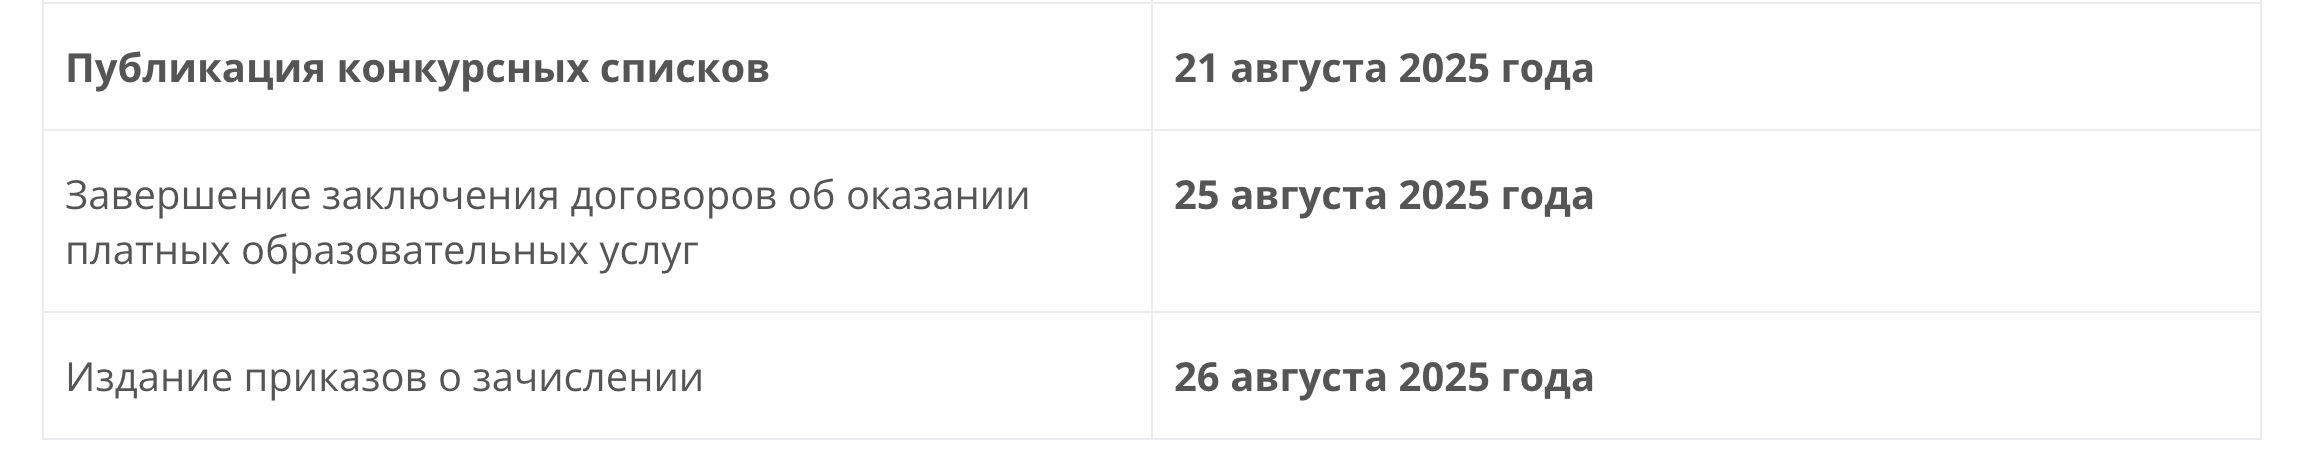 Публикация конкурсных списков
21 августа 2025 года
Завершение заключения договоров об оказании
платных образовательных услуг
25 августа 2025 года
Издание приказов о зачислении
26 августа 2025 года